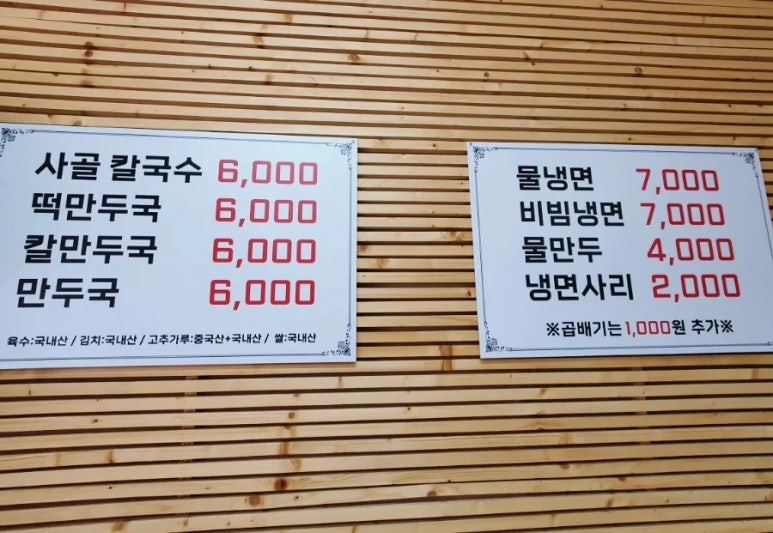 사골 칼국수 6,000
떡만두국 6,000
칼만두국 6,000
만두국 6,000
육수:국내산 / 김치:국내산 / 고추가루:중국산+국내산 / 쌀:국내산
물냉면 7,000
비빔냉면 7,000
물만두 4,000
냉면사리 2,000
※곱배기는1,000원 추가※